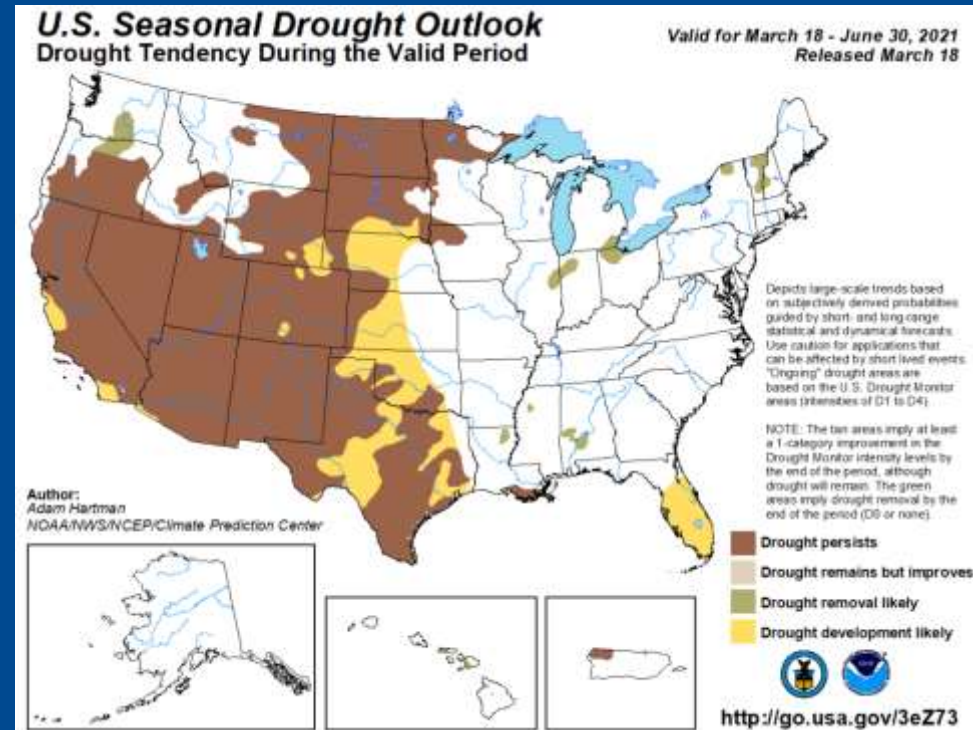 U.S. Seasonal Drought Outlook
Drought Tendency During the Valid Period
Valid for March 18 - June 30, 2021
Released March 18
Depicts large-scale trends based
on subjectively derived probabilities
guided by short- and long-range
statistical and dynamical forecasts.
Use caution for applications that
can be affected by short lived events.
"Ongoing" drought areas are
based on the U.S. Drought Monitor
areas (intensities of D1 to D4).
NOTE: The tan areas imply at least
a 1-category improvement in the
Drought Monitor intensity levels by
the end of the period, although
drought will remain. The green
areas imply drought removal by the
end of the period (D0 or none).
Author:
Adam Hartman
NOAA/NWS/NCEP/Climate Prediction Center
Drought persists
Drought remains but improves
Drought removal likely
Drought development likely
http://go.usa.gov/3eZ73